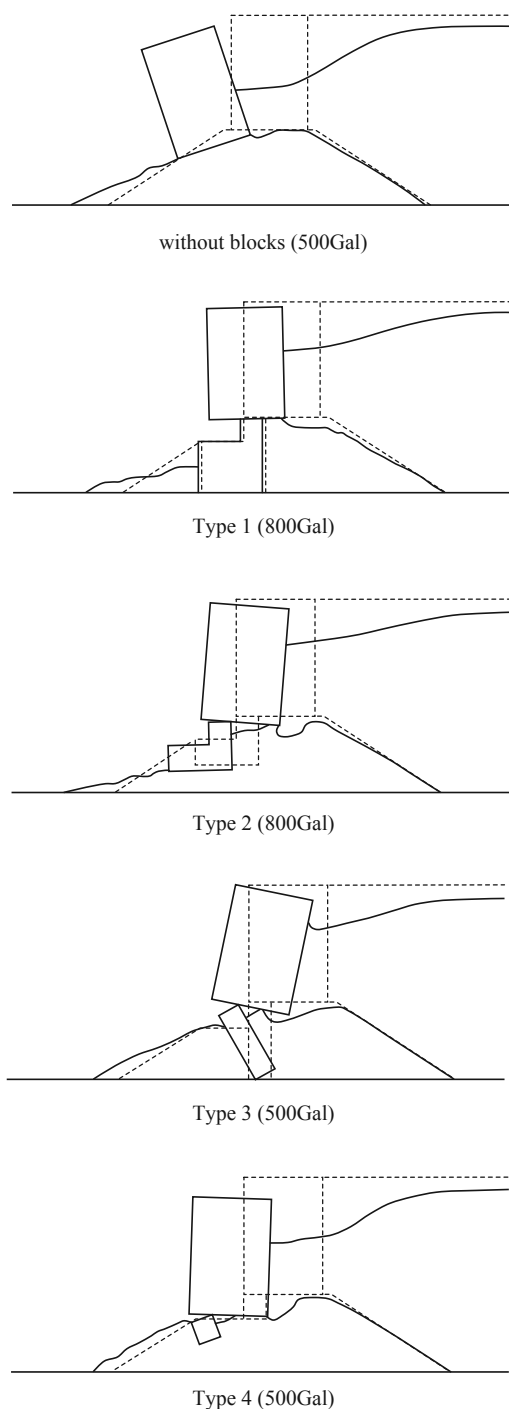 without blocks (500Gal)
Type 1 (800Gal)
Type 2 (800Gal)
Type 3 (500Gal)
Type 4 (500Gal)